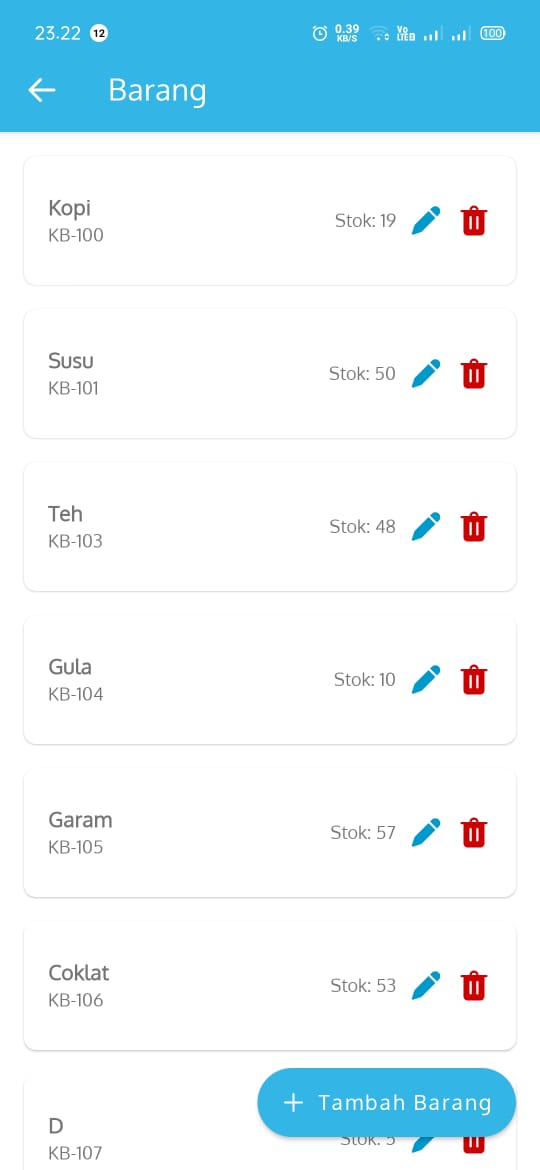 23.22 12 0.39 KB/S Vo LTE2 100
Barang
Kopi
KB-100
Stok: 19
Susu
KB-101
Stok: 50
Teh
KB-103
Stok: 48
Gula
KB-104
Stok: 10
Garam
KB-105
Stok: 57
Coklat
KB-106
Stok: 53
+ Tambah Barang
D
KB-107
Stok: 5